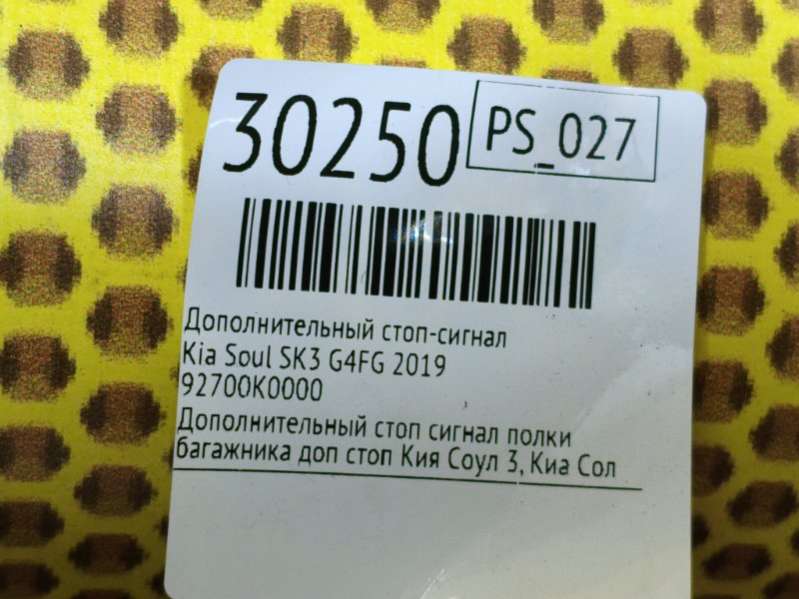 30250
PS_027
Дополнительный стоп-сигнал
Kia Soul SK3 G4FG 2019
92700K0000
Дополнительный стоп сигнал полки
багажника доп стоп Кия Соул 3, Киа Сол